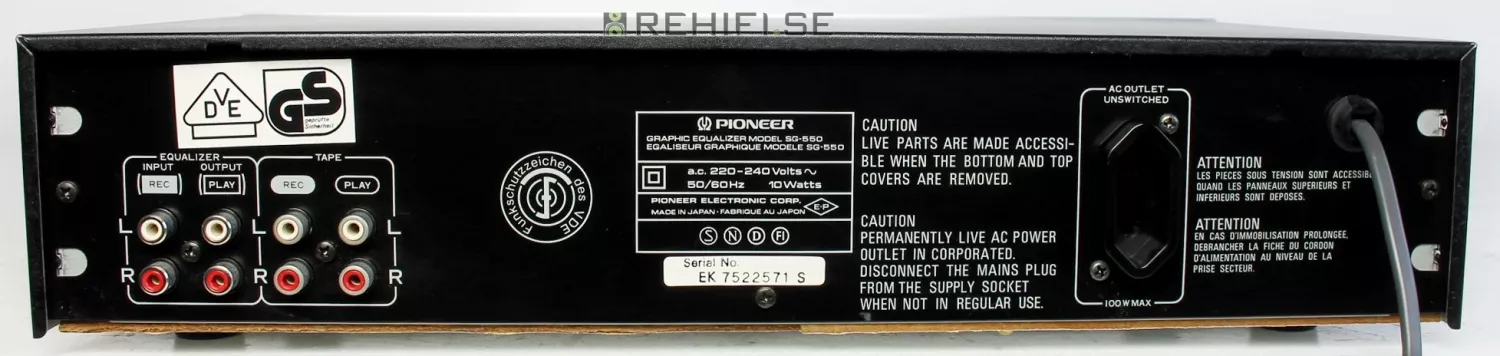 REHIFI.SE
DVE
GS
geprüfte
Sicherheit
EQUALIZER
INPUT OUTPUT
REC PLAY
TAPE
REC PLAY
L L
R R
Funkschutzzeichen des VDE
PIONEER
GRAPHIC EQUALIZER MODEL SG-550
EGALISEUR GRAPHIQUE MODELE SG-550
a.c. 220-240 Volts ~
50/60Hz 10Watts
PIONEER ELECTRONIC CORP.
MADE IN JAPAN · FABRIQUE AU JAPON
E-P
S N D FI
Serial No.
EK 7522571 S
CAUTION
LIVE PARTS ARE MADE ACCESSI-
BLE WHEN THE BOTTOM AND TOP
COVERS ARE REMOVED.
CAUTION
PERMANENTLY LIVE AC POWER
OUTLET IN CORPORATED.
DISCONNECT THE MAINS PLUG
FROM THE SUPPLY SOCKET
WHEN NOT IN REGULAR USE.
AC OUTLET
UNSWITCHED
100W MAX
ATTENTION
LES PIECES SOUS TENSION SONT ACCESSIBL
QUAND LES PANNEAUX SUPERIEURS ET
INFERIEURS SONT DEPOSES.
ATTENTION
EN CAS D'IMMOBILISATION PROLONGEE,
DEBRANCHER LA FICHE DU CORDON
D'ALIMENTATION AU NIVEAU DE LA
PRISE SECTEUR.